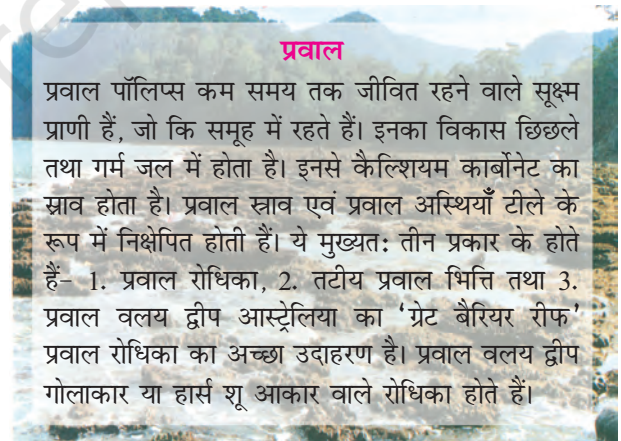 प्रवाल
प्रवाल पॉलिप्स कम समय तक जीवित रहने वाले सूक्ष्म
प्राणी हैं, जो कि समूह में रहते हैं। इनका विकास छिछले
तथा गर्म जल में होता है। इनसे कैल्शियम कार्बोनेट का
स्राव होता है। प्रवाल स्राव एवं प्रवाल अस्थियाँ टीले के
रूप में निक्षेपित होती हैं। ये मुख्यत: तीन प्रकार के होते
हैं– 1. प्रवाल रोधिका, 2. तटीय प्रवाल भित्ति तथा 3.
प्रवाल वलय द्वीप आस्ट्रेलिया का ‘ग्रेट बैरियर रीफ’
प्रवाल रोधिका का अच्छा उदाहरण है। प्रवाल वलय द्वीप
गोलाकार या हार्स शू आकार वाले रोधिका होते हैं।